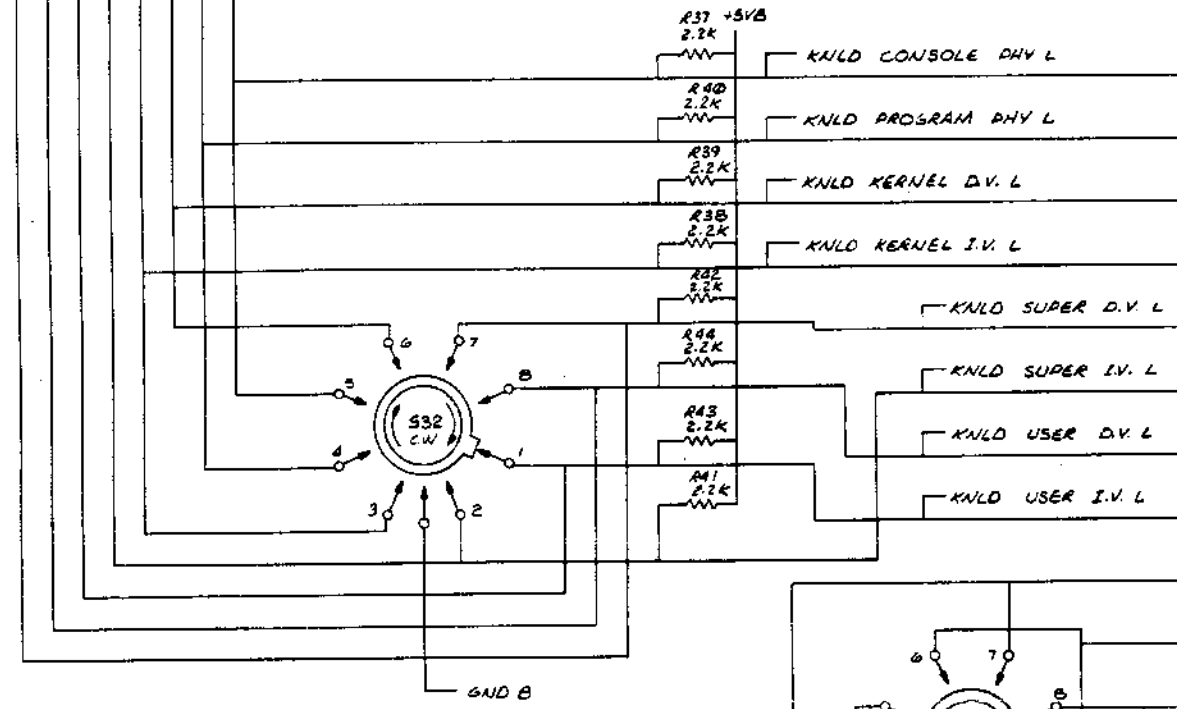 R37 +5VB
2.2K
KNLD CONSOLE PHY L
R40
2.2K
KNLD PROGRAM PHY L
R39
2.2K
KNLD KERNEL D.V. L
R38
2.2K
KNLD KERNEL I.V. L
R42
2.2K
KNLD SUPER D.V. L
6
7
R44
2.2K
KNLD SUPER I.V. L
5
8
S32
CW
R43
2.2K
KNLD USER D.V. L
4
1
R41
2.2K
KNLD USER I.V. L
3
2
6
7
GND B
8